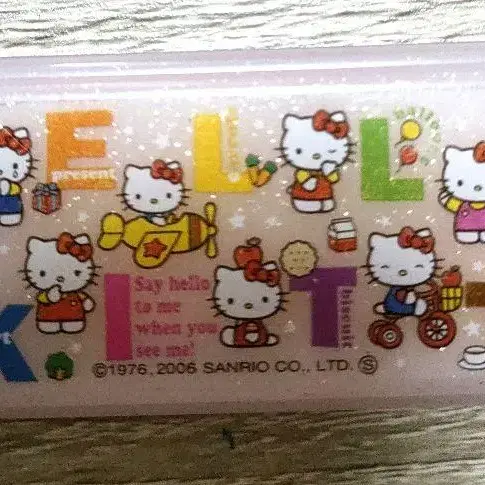 E L L
present
K I T
Say hello
to me
when you
see me!
©1976, 2006 SANRIO CO., LTD. Ⓢ